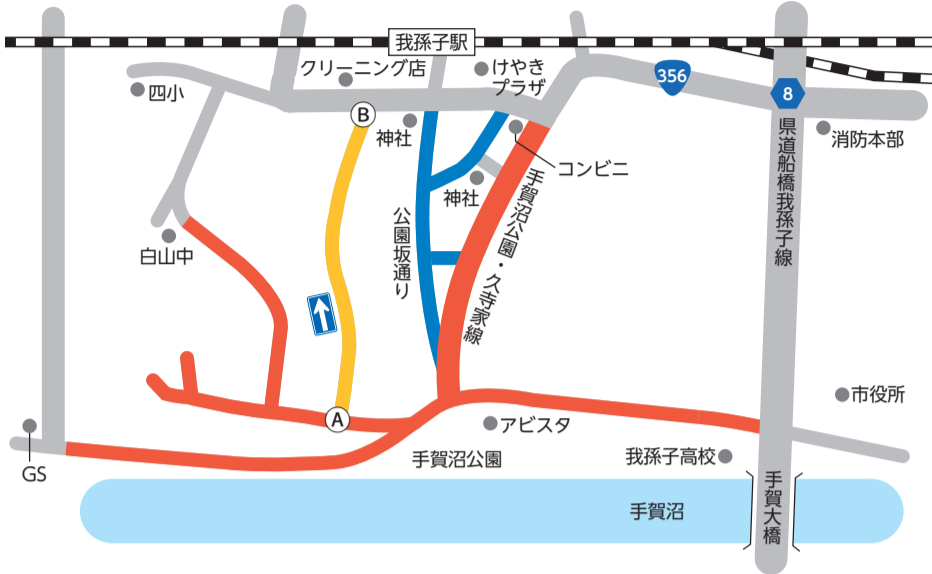 我孫子駅
クリーニング店
けやき
プラザ
356
8
四小
B
神社
消防本部
コンビニ
神社
県道船橋我孫子線
手賀沼公園・久寺家線
公園坂通り
白山中
A
市役所
アビスタ
GS
手賀沼公園
我孫子高校
手賀沼
手賀大橋